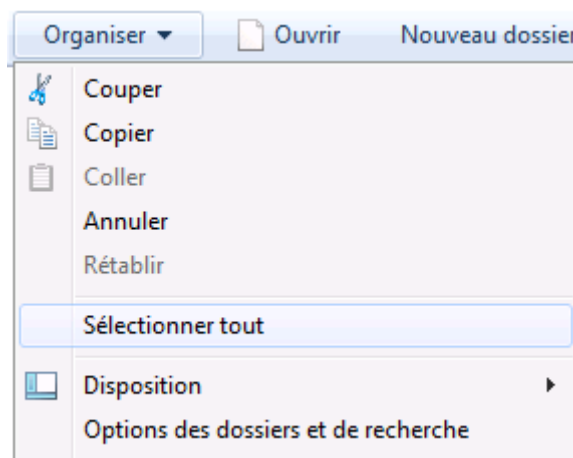 Organiser Ouvrir Nouveau dossier
Couper
Copier
Coller
Annuler
Rétablir
Sélectionner tout
Disposition
Options des dossiers et de recherche